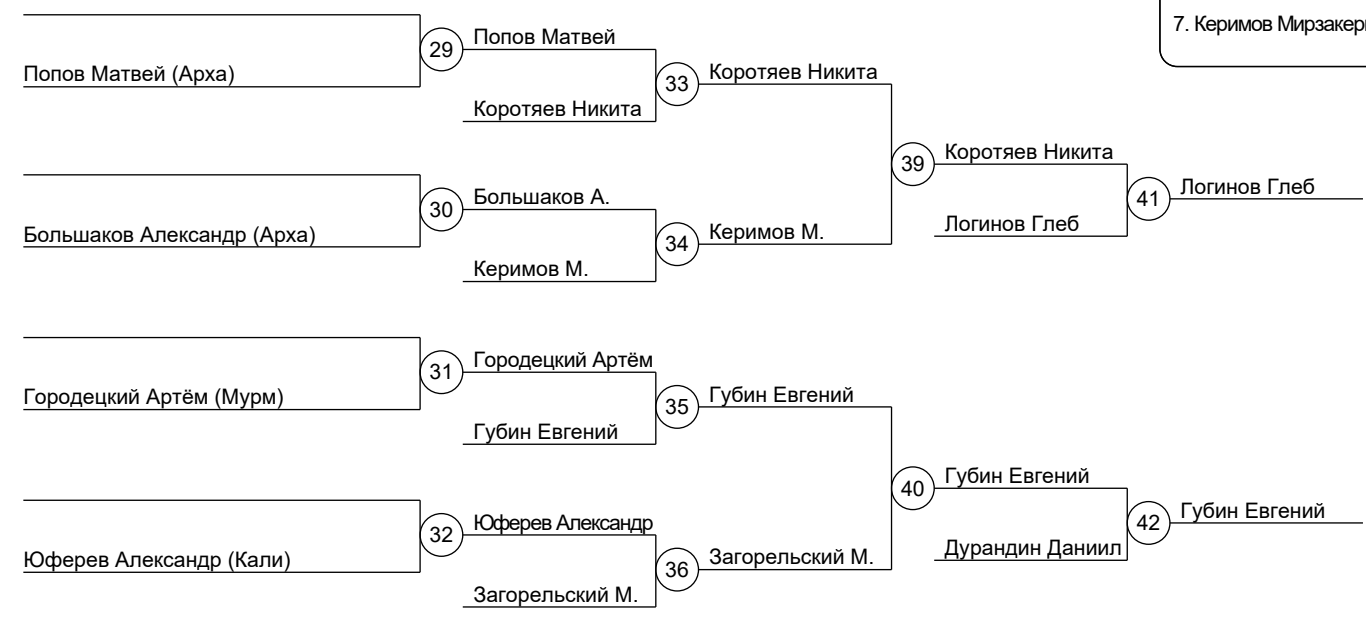 7. Керимов Мирзакери
29 Попов Матвей
Попов Матвей (Арха)
33 Коротяев Никита
Коротяев Никита
39 Коротяев Никита
30 Большаков А.
41 Логинов Глеб
Большаков Александр (Арха)
34 Керимов М.
Логинов Глеб
Керимов М.
31 Городецкий Артём
Городецкий Артём (Мурм)
35 Губин Евгений
Губин Евгений
40 Губин Евгений
32 Юферев Александр
42 Губин Евгений
Юферев Александр (Кали)
36 Загорельский М.
Дурандин Даниил
Загорельский М.